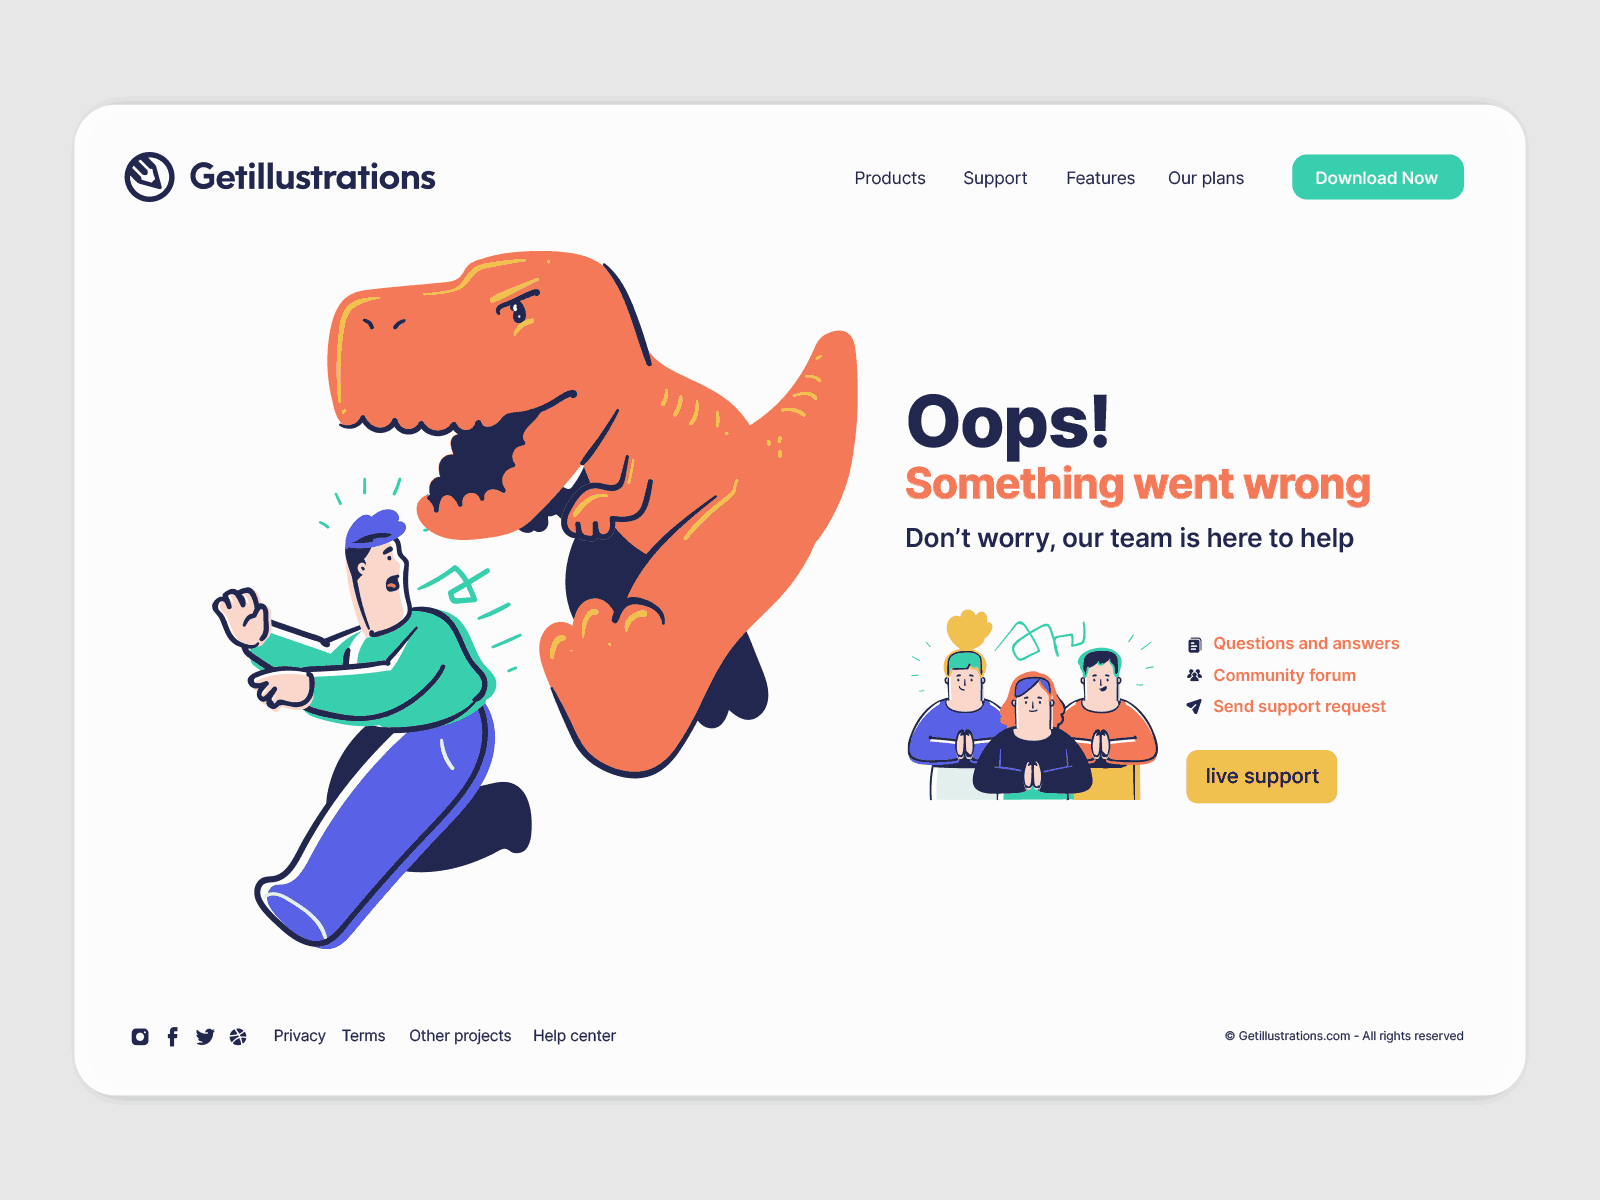 Getillustrations
Products Support Features Our plans Download Now
Oops!
Something went wrong
Don’t worry, our team is here to help
Questions and answers
Community forum
Send support request
live support
Privacy Terms Other projects Help center
© Getillustrations.com - All rights reserved